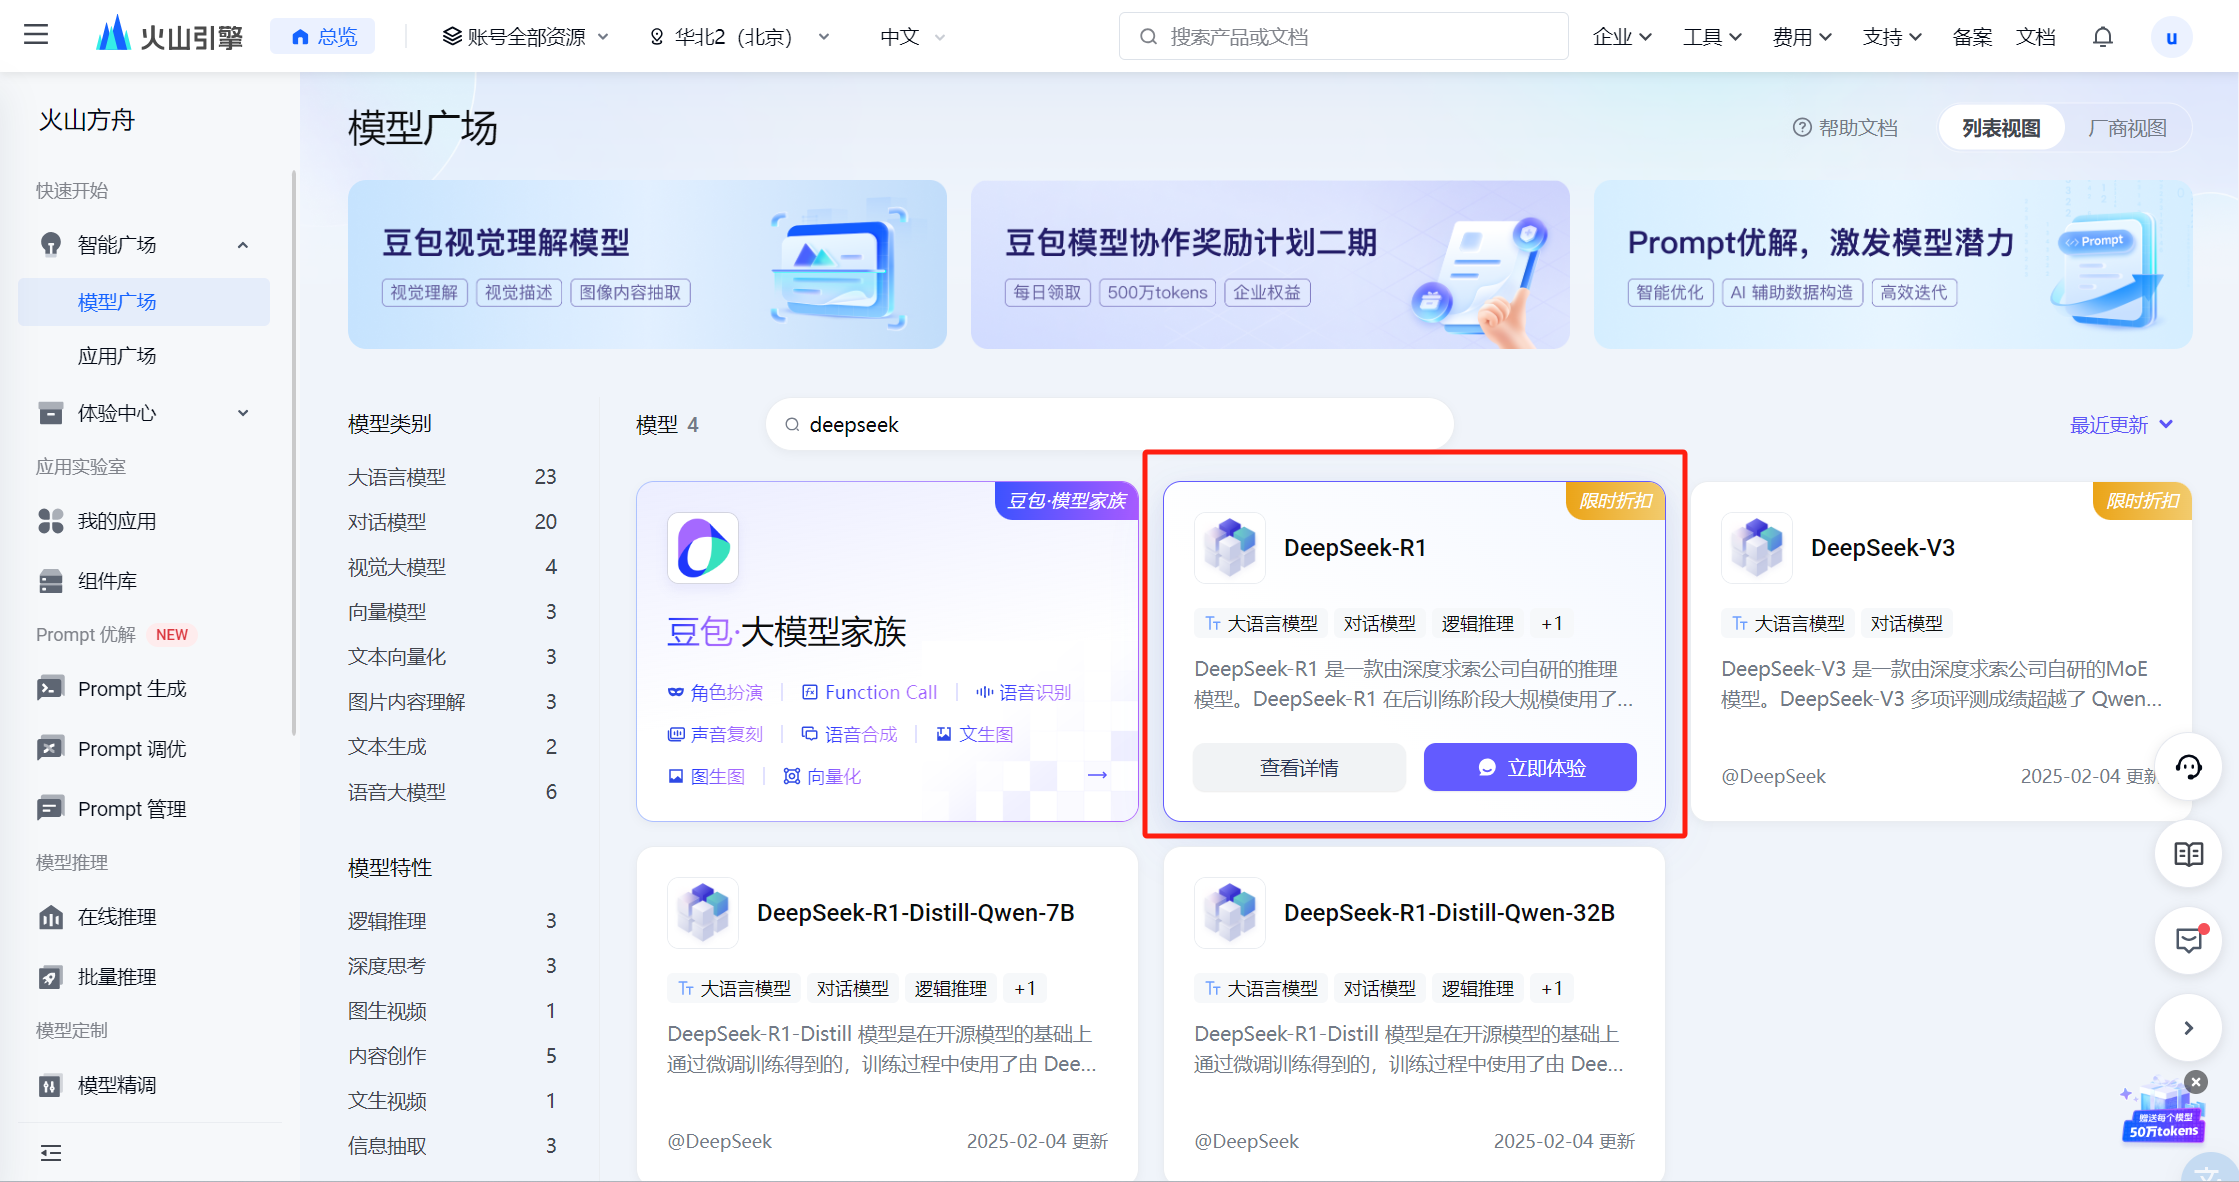 火山引擎
总览
账号全部资源
华北2（北京）
中文
搜索产品或文档
企业
工具
费用
支持
备案
文档
u
火山方舟
快速开始
智能广场
模型广场
应用广场
体验中心
应用实验室
我的应用
组件库
Prompt 优解 NEW
Prompt 生成
Prompt 调优
Prompt 管理
模型推理
在线推理
批量推理
模型定制
模型精调
模型广场
帮助文档
列表视图
厂商视图
豆包视觉理解模型
视觉理解 视觉描述 图像内容抽取
豆包模型协作奖励计划二期
每日领取 500万tokens 企业权益
Prompt优解，激发模型潜力
智能优化 AI 辅助数据构造 高效迭代
Prompt
模型类别
大语言模型 23
对话模型 20
视觉大模型 4
向量模型 3
文本向量化 3
图片内容理解 3
文本生成 2
语音大模型 6
模型特性
逻辑推理 3
深度思考 3
图生视频 1
内容创作 5
文生视频 1
信息抽取 3
模型 4
deepseek
最近更新
豆包·模型家族
豆包·大模型家族
角色扮演 Function Call 语音识别
声音复刻 语音合成 文生图
图生图 向量化
限时折扣
DeepSeek-R1
Tr 大语言模型 对话模型 逻辑推理 +1
DeepSeek-R1 是一款由深度求索公司自研的推理
模型。DeepSeek-R1 在后训练阶段大规模使用了...
查看详情
立即体验
限时折扣
DeepSeek-V3
Tr 大语言模型 对话模型
DeepSeek-V3 是一款由深度求索公司自研的MoE
模型。DeepSeek-V3 多项评测成绩超越了 Qwen...
@DeepSeek
2025-02-04 更新
DeepSeek-R1-Distill-Qwen-7B
Tr 大语言模型 对话模型 逻辑推理 +1
DeepSeek-R1-Distill 模型是在开源模型的基础上
通过微调训练得到的，训练过程中使用了由 Dee...
@DeepSeek
2025-02-04 更新
DeepSeek-R1-Distill-Qwen-32B
Tr 大语言模型 对话模型 逻辑推理 +1
DeepSeek-R1-Distill 模型是在开源模型的基础上
通过微调训练得到的，训练过程中使用了由 Dee...
@DeepSeek
2025-02-04 更新
赠送每个模型
50万tokens